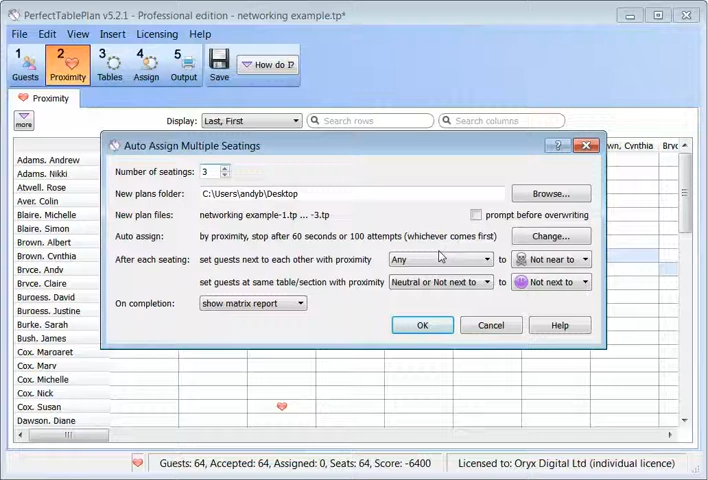 PerfectTablePlan v5.2.1 - Professional edition - networking example.tp*
File Edit View Insert Licensing Help
1 2 3 4 5
Guests Proximity Tables Assign Output Save How do I?
Proximity
more Display: Last, First Search rows Search columns
Auto Assign Multiple Seatings
wn, Cynthia Bryc
Adams. Andrew
Adams. Nikki
Atwell. Rose
Aver. Colin
Blaire. Michelle
Blaire. Simon
Brown. Albert
Brown. Cynthia
Bryce. Andy
Bryce. Claire
Burgess. David
Burgess. Justine
Burke. Sarah
Bush. James
Cox. Margaret
Cox. Mary
Cox. Michelle
Cox. Nick
Cox. Susan
Dawson. Diane
Number of seatings: 3
New plans folder: C:\Users\andyb\Desktop Browse...
New plan files: networking example-1.tp ... -3.tp prompt before overwriting
Auto assign: by proximity, stop after 60 seconds or 100 attempts (whichever comes first) Change...
After each seating: set guests next to each other with proximity Any to Not near to
set guests at same table/section with proximity Neutral or Not next to to Not next to
On completion: show matrix report
OK Cancel Help
Guests: 64, Accepted: 64, Assigned: 0, Seats: 64, Score: -6400 Licensed to: Oryx Digital Ltd (individual licence)